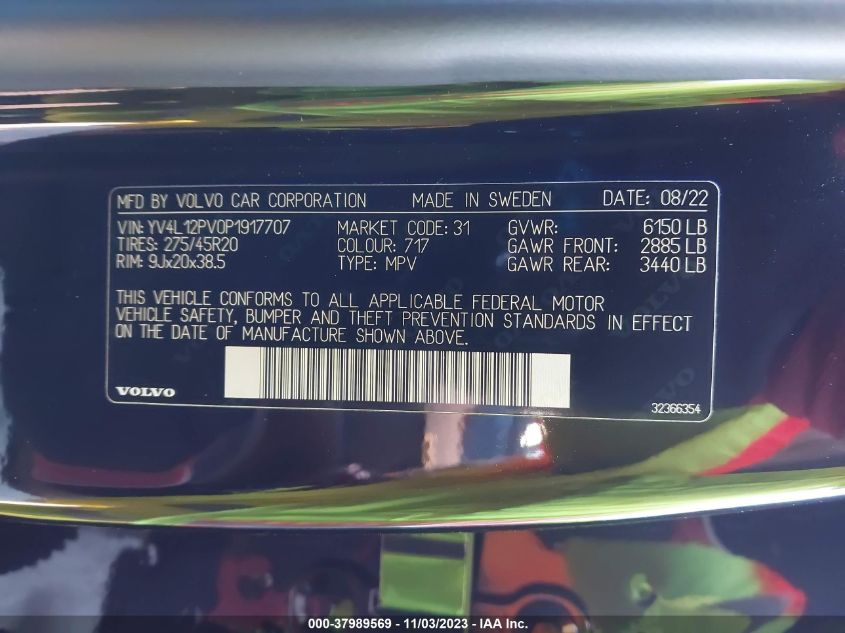 MFD BY VOLVO CAR CORPORATION MADE IN SWEDEN DATE: 08/22
VIN: YV4L12PV0P1917707 MARKET CODE: 31 GVWR: 6150 LB
TIRES: 275/45R20 COLOUR: 717 GAWR FRONT: 2885 LB
RIM: 9Jx20x38.5 TYPE: MPV GAWR REAR: 3440 LB
THIS VEHICLE CONFORMS TO ALL APPLICABLE FEDERAL MOTOR
VEHICLE SAFETY, BUMPER AND THEFT PREVENTION STANDARDS IN EFFECT
ON THE DATE OF MANUFACTURE SHOWN ABOVE.
VOLVO
32366354
000-37989569 - 11/03/2023 - IAA Inc.